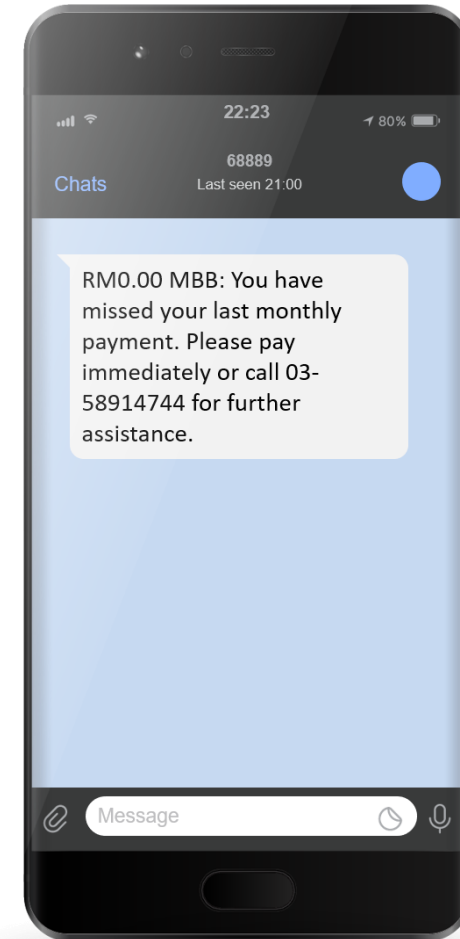 22:23
80%
68889
Chats
Last seen 21:00
RM0.00 MBB: You have
missed your last monthly
payment. Please pay
immediately or call 03-
58914744 for further
assistance.
Message